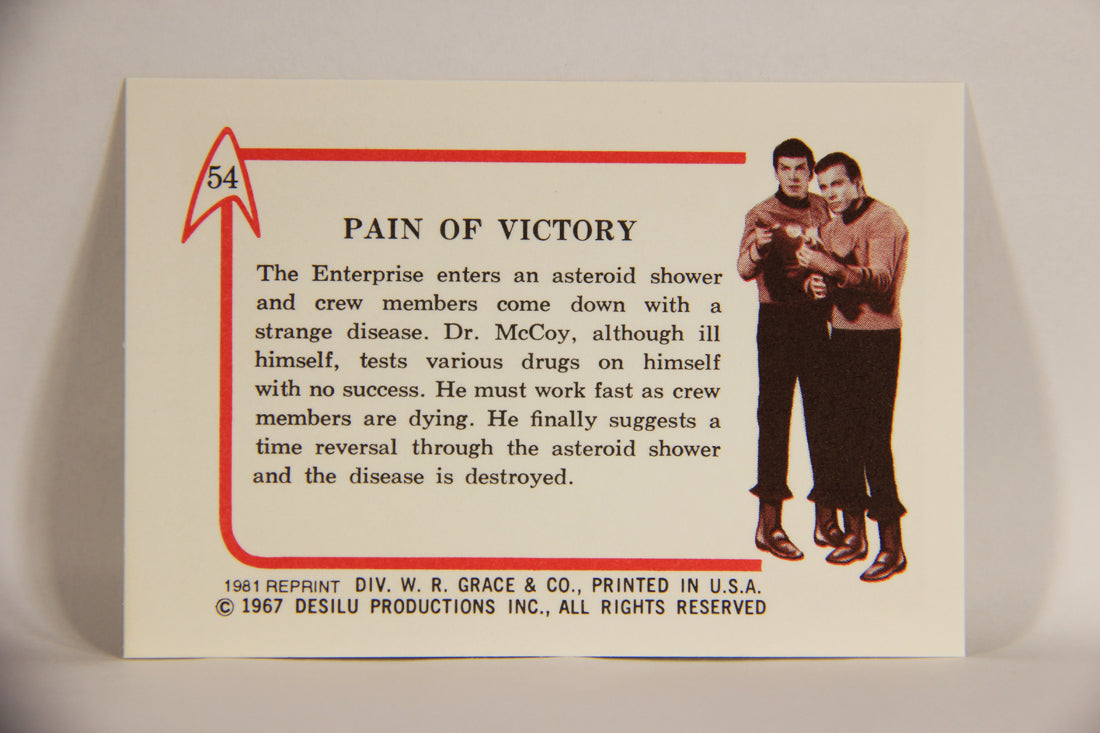 54
PAIN OF VICTORY
The Enterprise enters an asteroid shower
and crew members come down with a
strange disease. Dr. McCoy, although ill
himself, tests various drugs on himself
with no success. He must work fast as crew
members are dying. He finally suggests a
time reversal through the asteroid shower
and the disease is destroyed.
1981 REPRINT DIV. W. R. GRACE & CO., PRINTED IN U.S.A.
© 1967 DESILU PRODUCTIONS INC., ALL RIGHTS RESERVED